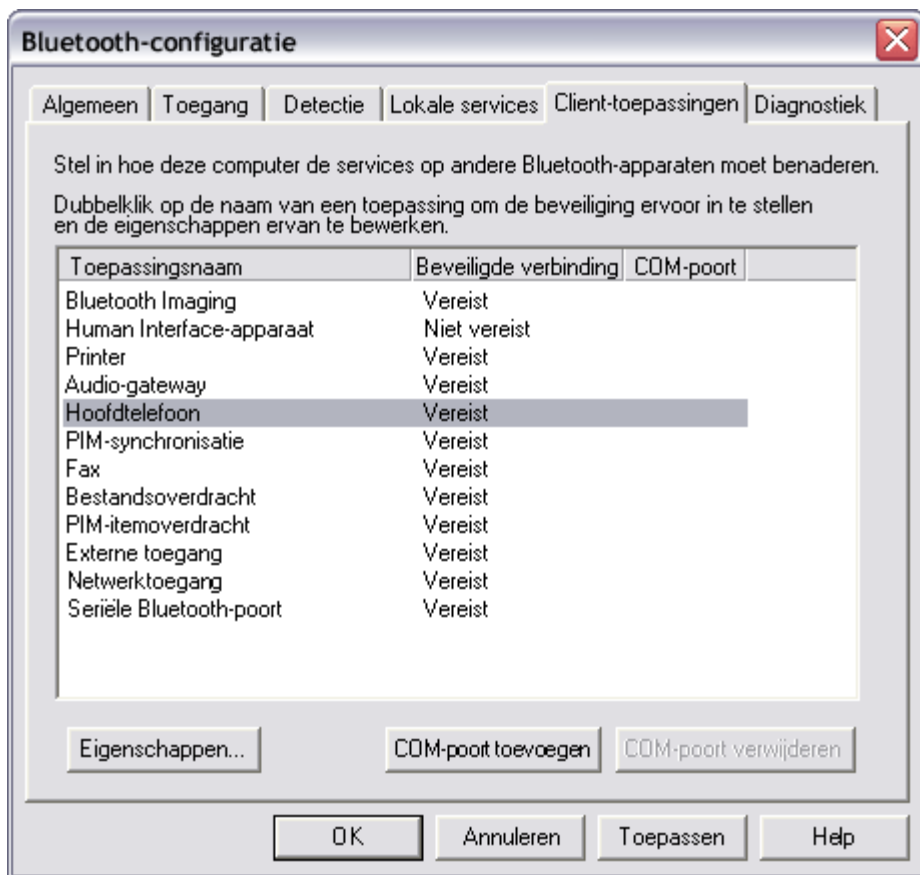 Bluetooth-configuratie
Algemeen Toegang Detectie Lokale services Client-toepassingen Diagnostiek
Stel in hoe deze computer de services op andere Bluetooth-apparaten moet benaderen.
Dubbelklik op de naam van een toepassing om de beveiliging ervoor in te stellen
en de eigenschappen ervan te bewerken.
Toepassingsnaam Beveiligde verbinding COM-poort
Bluetooth Imaging Vereist
Human Interface-apparaat Niet vereist
Printer Vereist
Audio-gateway Vereist
Hoofdtelefoon Vereist
PIM-synchronisatie Vereist
Fax Vereist
Bestandsoverdracht Vereist
PIM-itemoverdracht Vereist
Externe toegang Vereist
Netwerktoegang Vereist
Seriële Bluetooth-poort Vereist
Eigenschappen... COM-poort toevoegen COM-poort verwijderen
OK Annuleren Toepassen Help